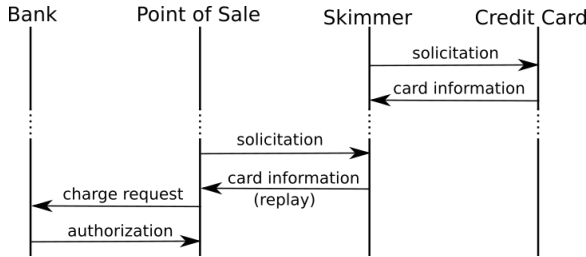 Bank Point of Sale Skimmer Credit Card
solicitation
card information
solicitation
card information
(replay)
charge request
authorization